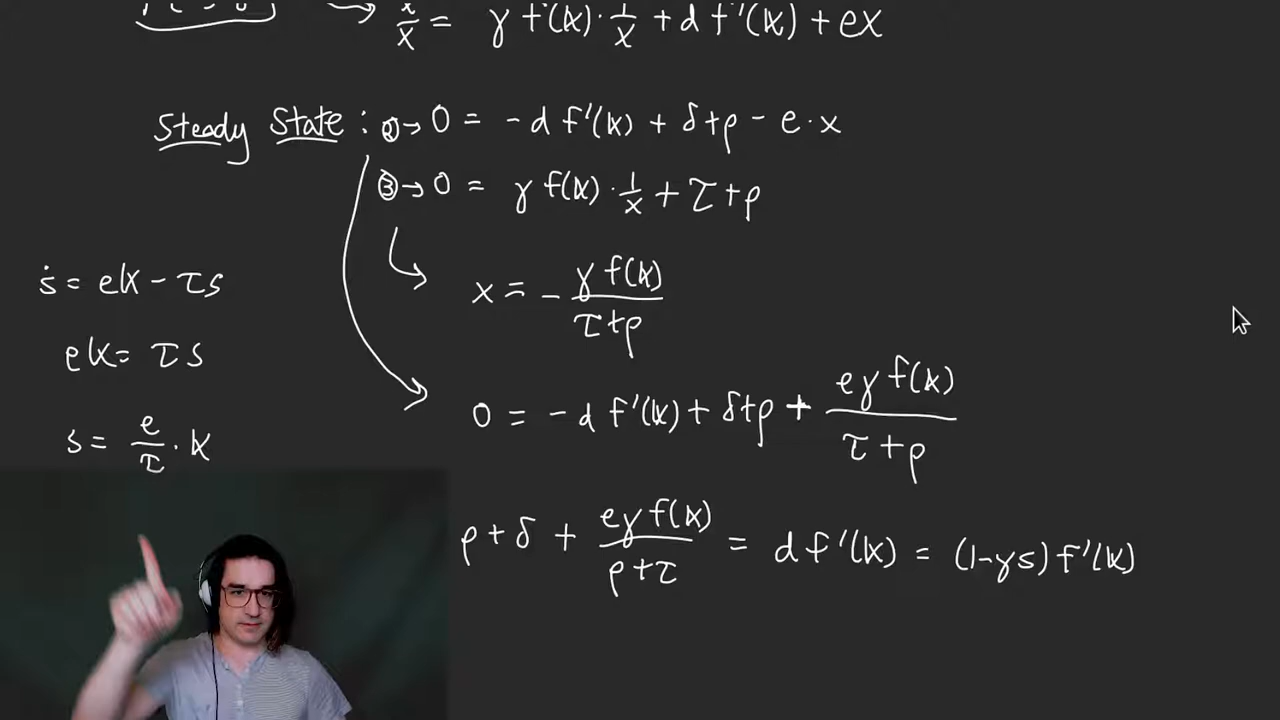 ẋ/x = γ f(k) · 1/x + d f'(k) + ex
Steady State : ② → 0 = - d f'(k) + δ + ρ - e · x
③ → 0 = γ f(k) · 1/x + τ + ρ
ṡ = ek - τs
x = - γ f(k) / τ + ρ
ek = τs
0 = - d f'(k) + δ + ρ + eγ f(k) / τ + ρ
s = e/τ · k
ρ + δ + eγ f(k) / ρ + τ = d f'(k) = (1-γs) f'(k)